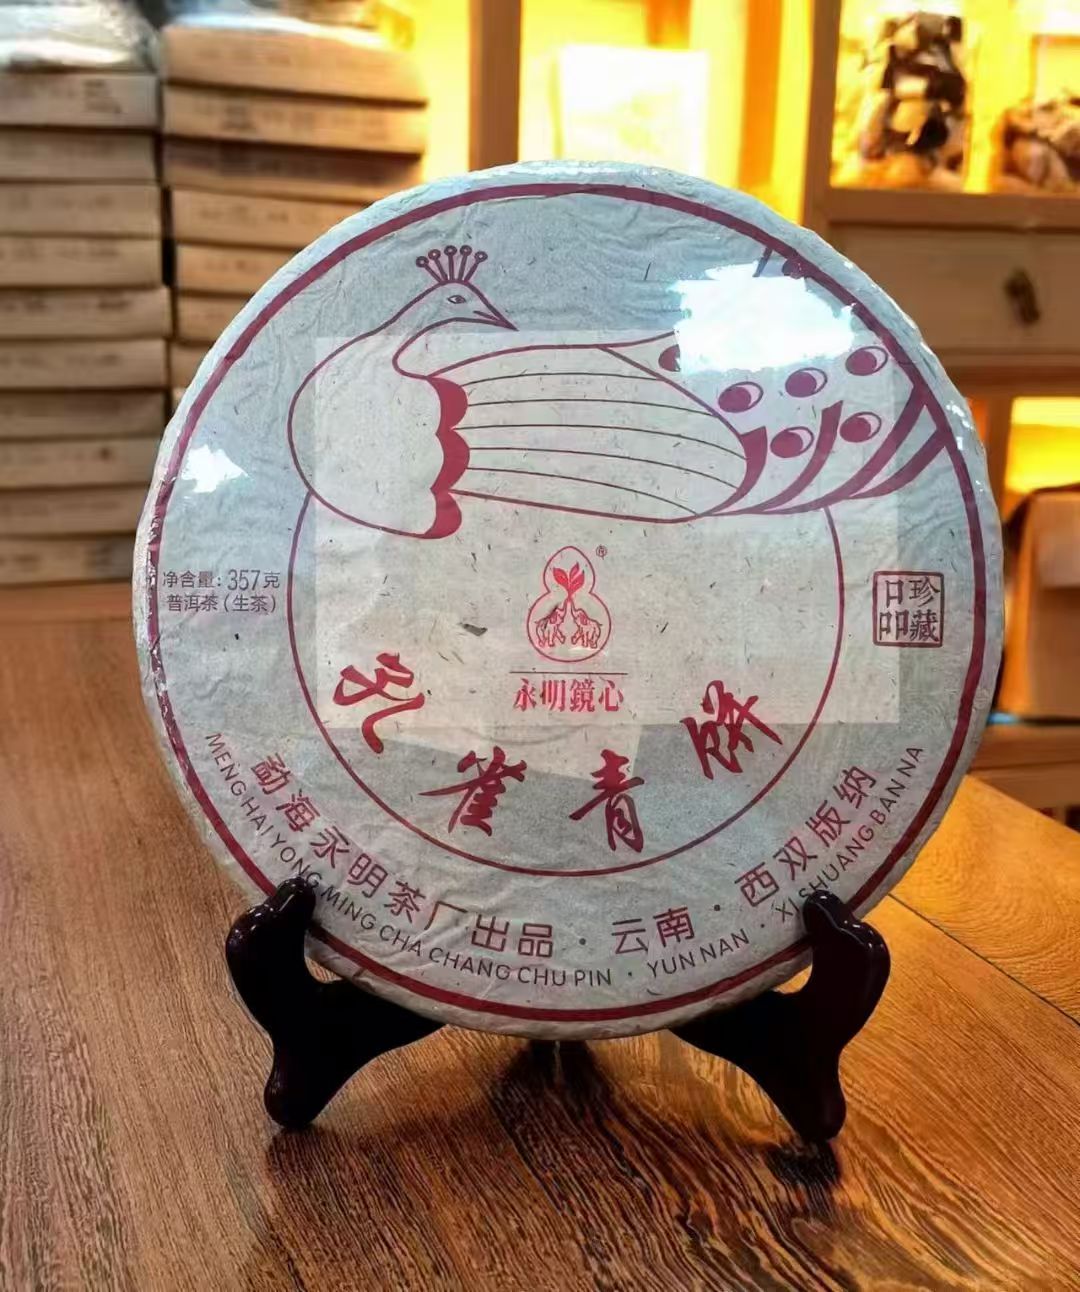 净含量:357克
普洱茶(生茶)
®
永明鏡心
珍藏
孔雀青饼
勐海永明茶厂出品·云南·西双版纳
MENG HAI YONG MING CHA CHANG CHU PIN · YUN NAN · XI SHUANG BAN NA